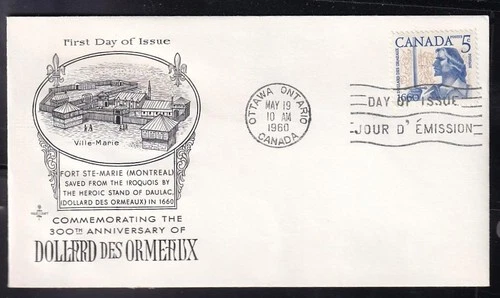 First Day of Issue
Ville-Marie
FORT STE-MARIE (MONTREAL)
SAVED FROM THE IROQUOIS BY
THE HEROIC STAND OF DAULAC,
(DOLLARD DES ORMEAUX) IN 1660
COMMEMORATING THE
300TH ANNIVERSARY OF
DOLLARD DES ORMEAUX
OTTAWA ONTARIO
MAY 19
10 AM
1960
CANADA
CANADA 5
1660
DAY OF ISSUE
JOUR D'ÉMISSION